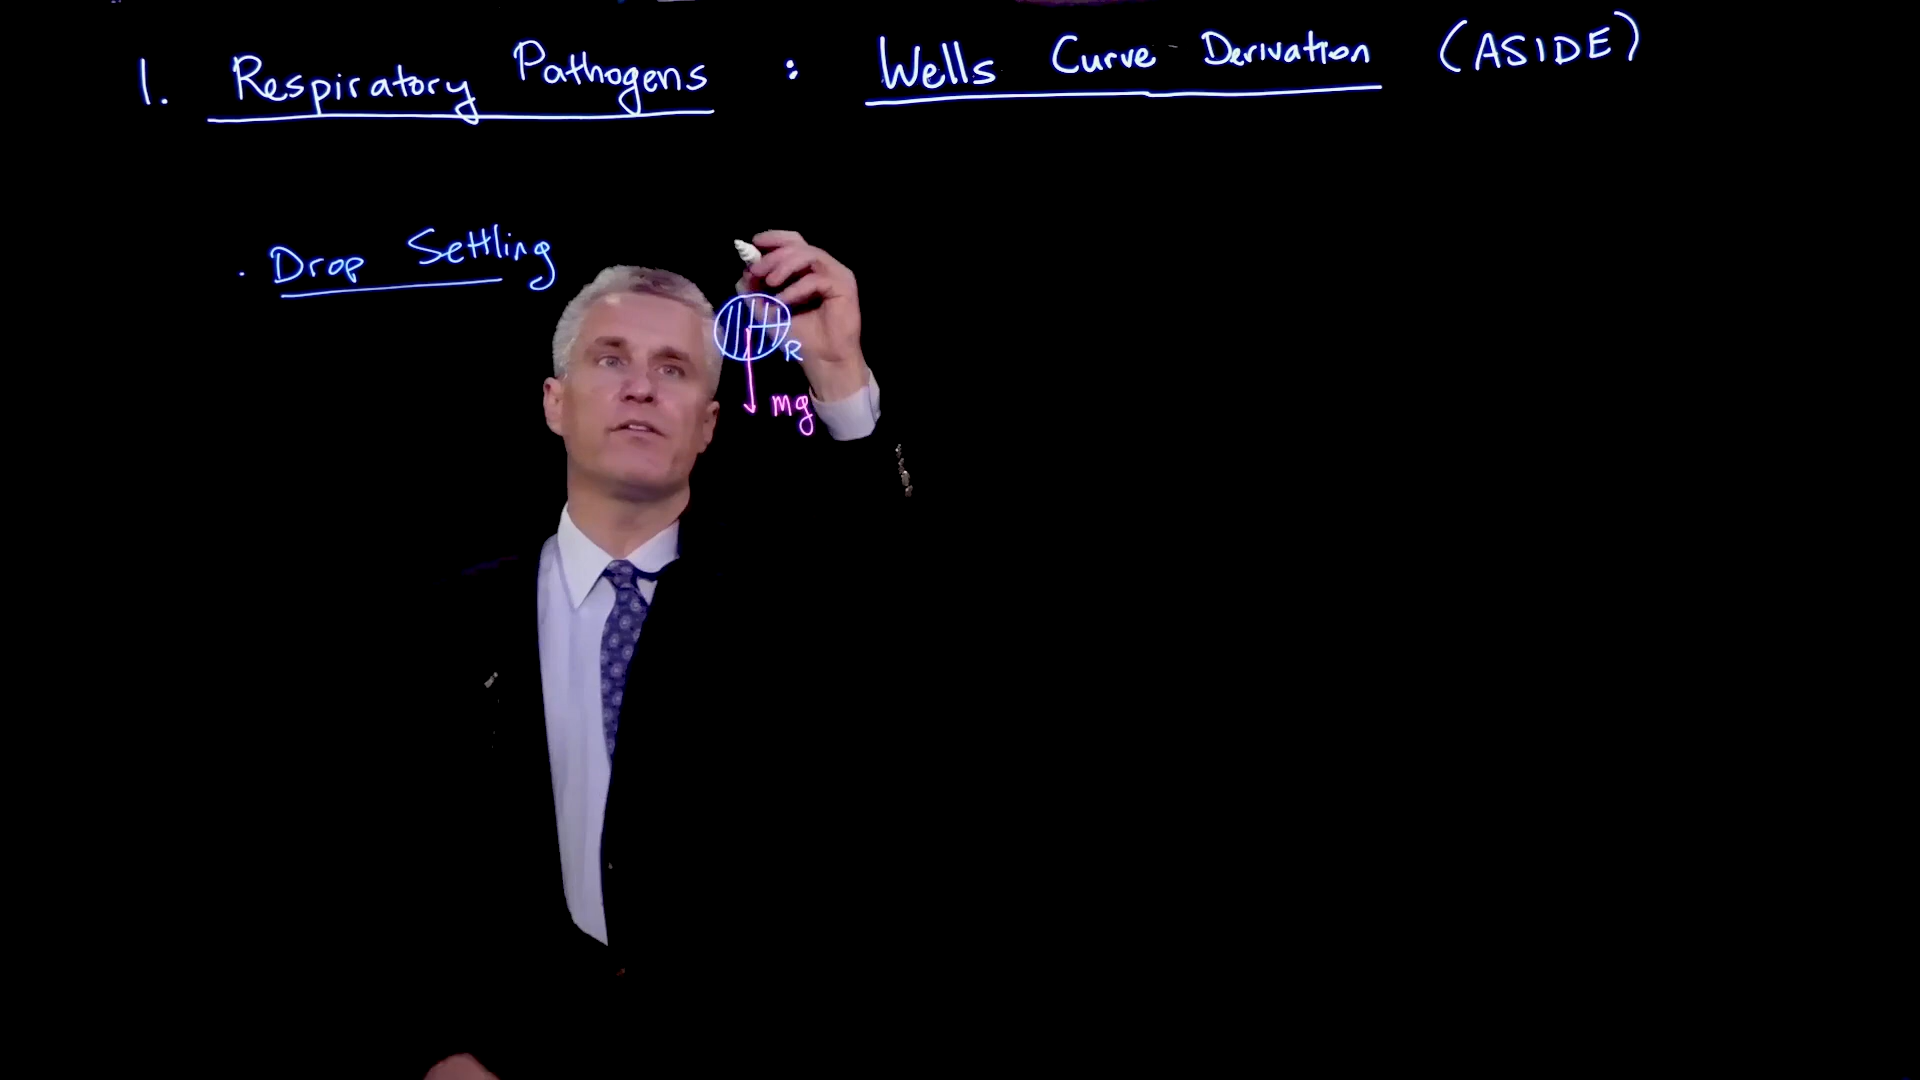 1. Respiratory Pathogens : Wells Curve Derivation (ASIDE)
· Drop Settling
R
mg